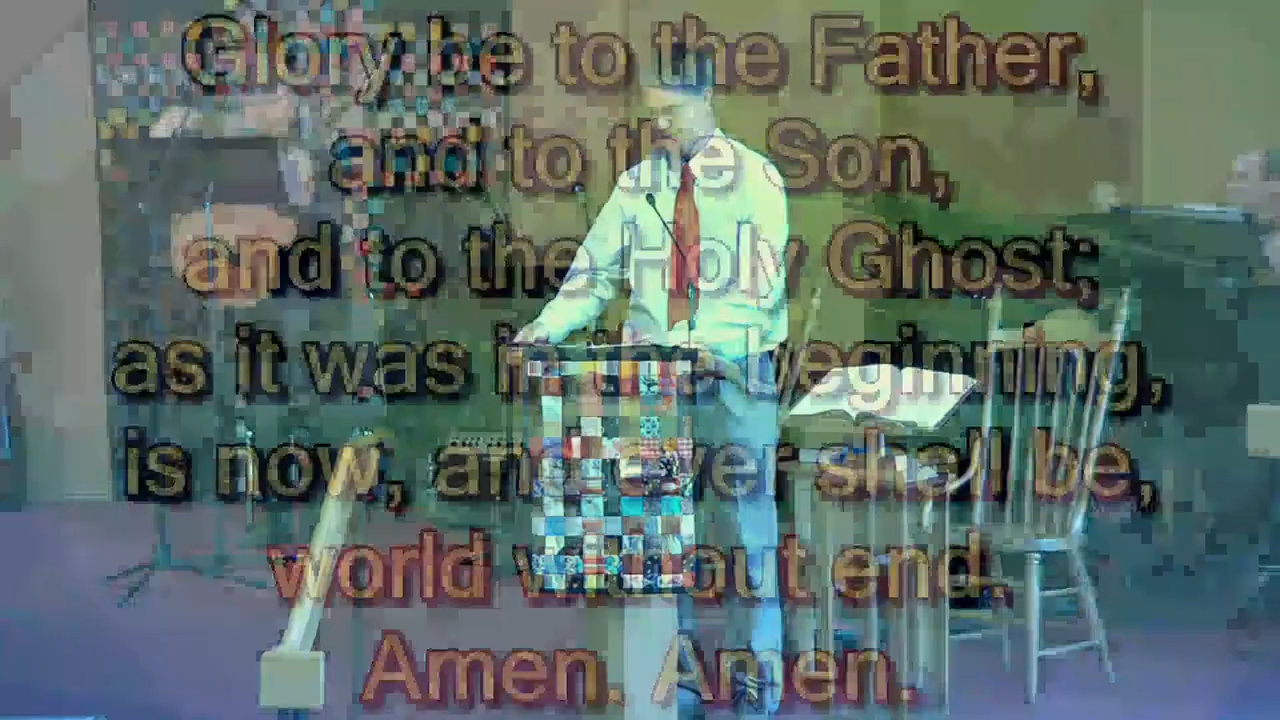 Glory be to the Father,
and to the Son,
and to the Holy Ghost;
as it was in the beginning,
is now, and ever shall be,
world without end.
Amen. Amen.